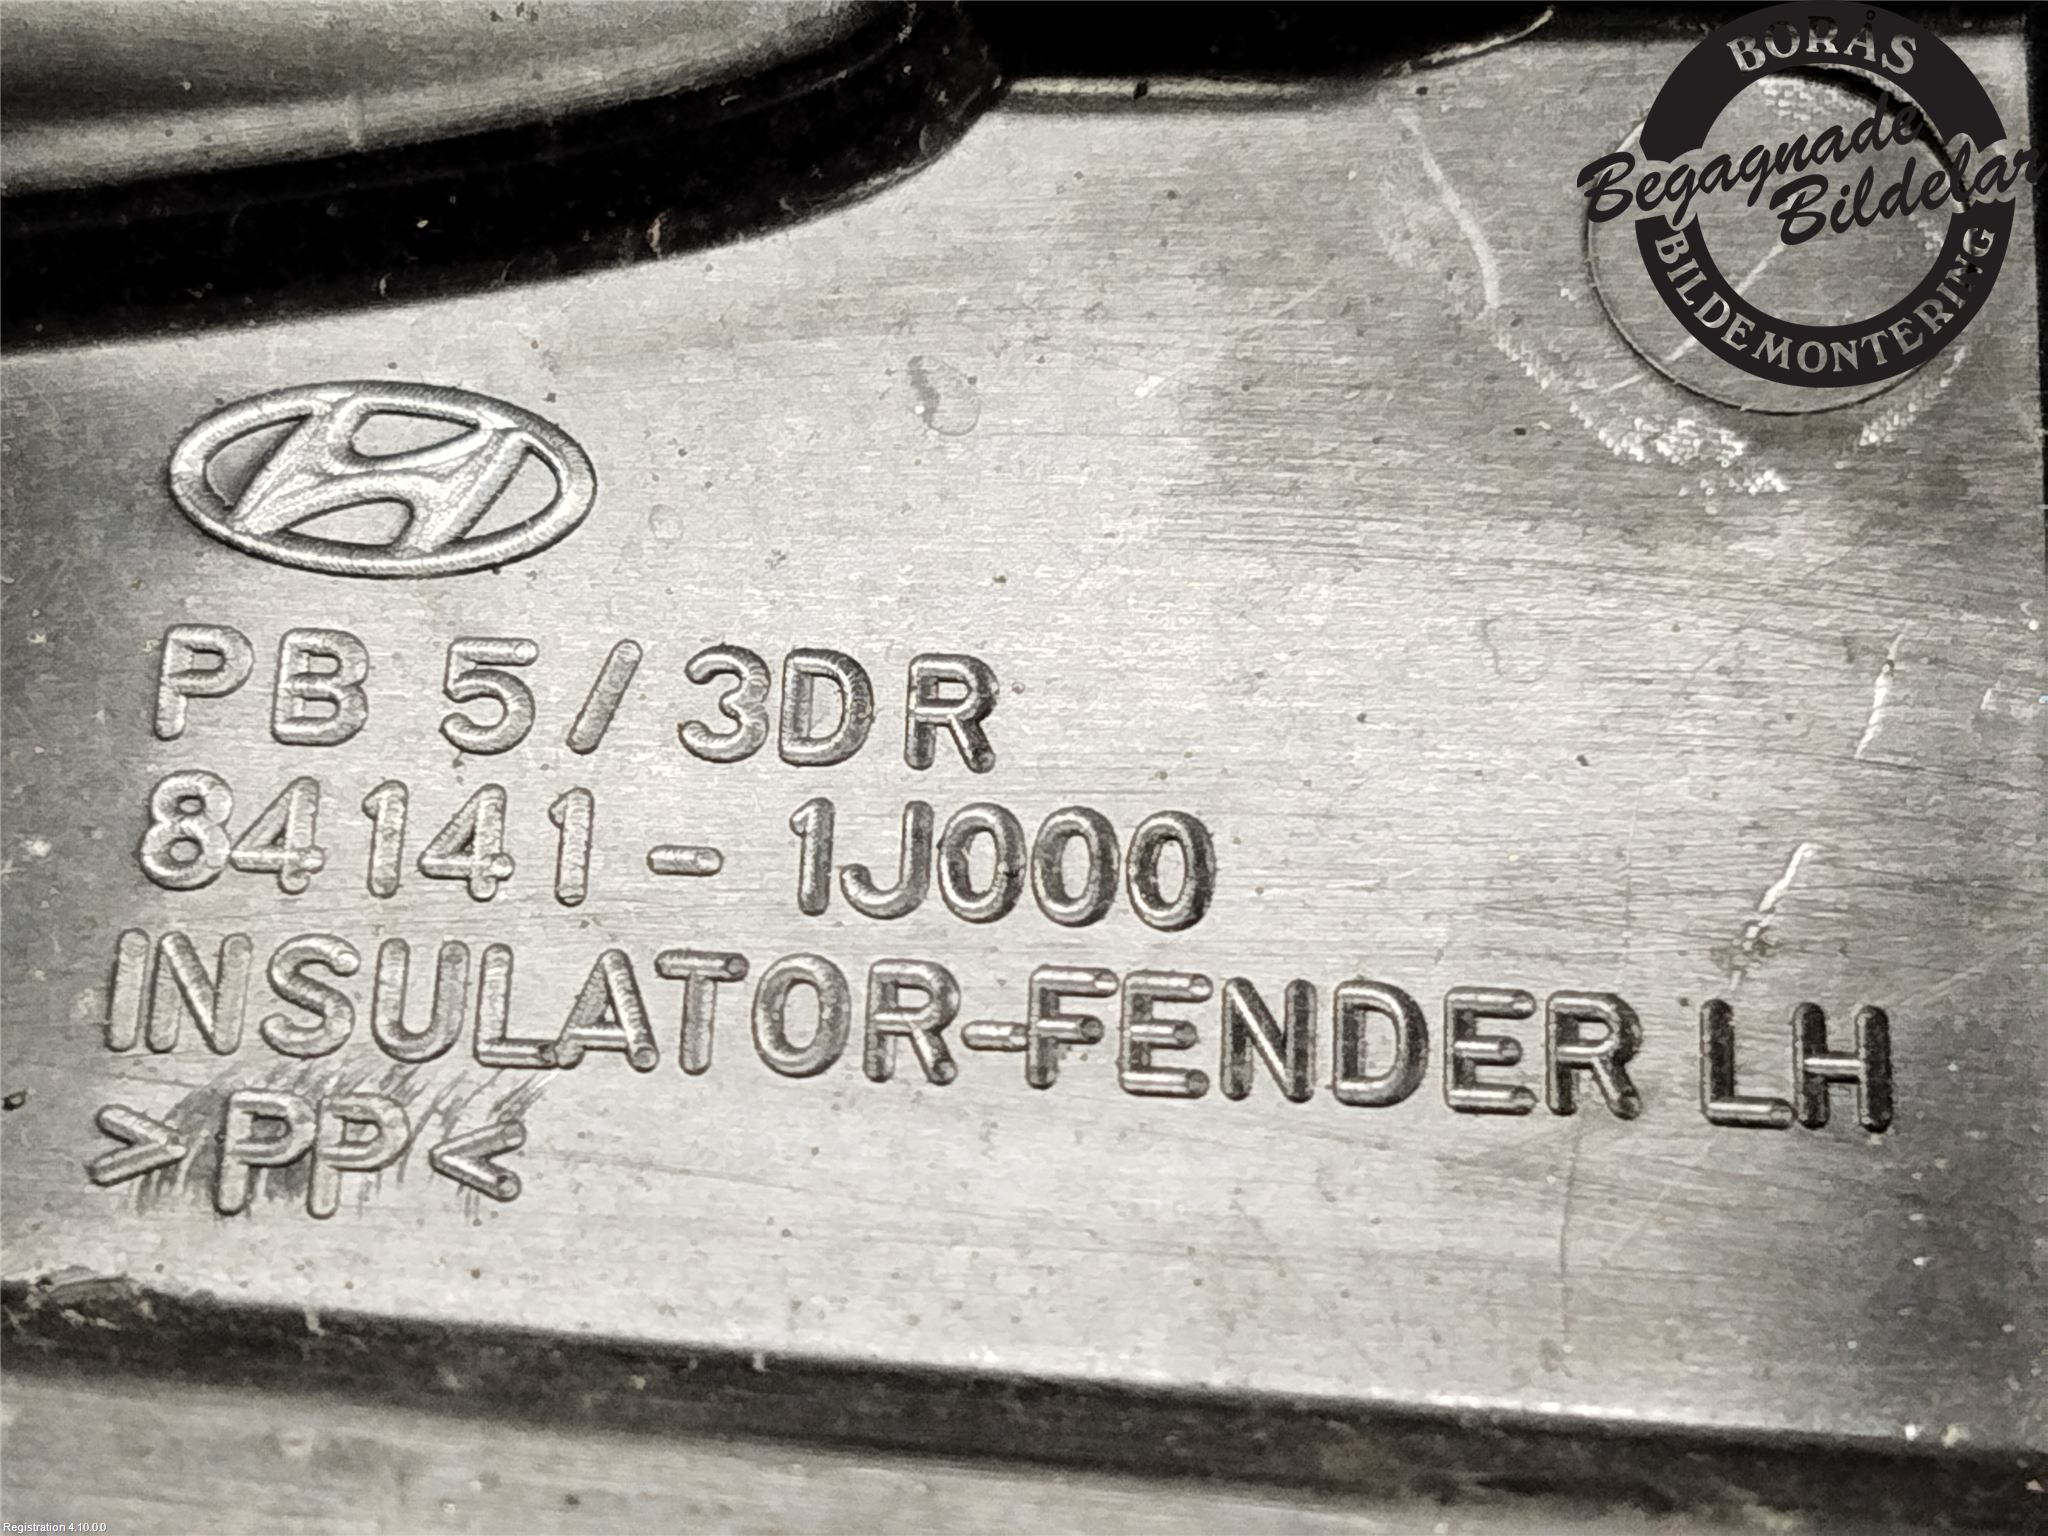 BORÅS
Begagnade
Bildelar
BILDEMONTERING
PB 5/3DR
84141-1J000
INSULATOR-FENDER LH
>PP<
Registration 4.10.0.0